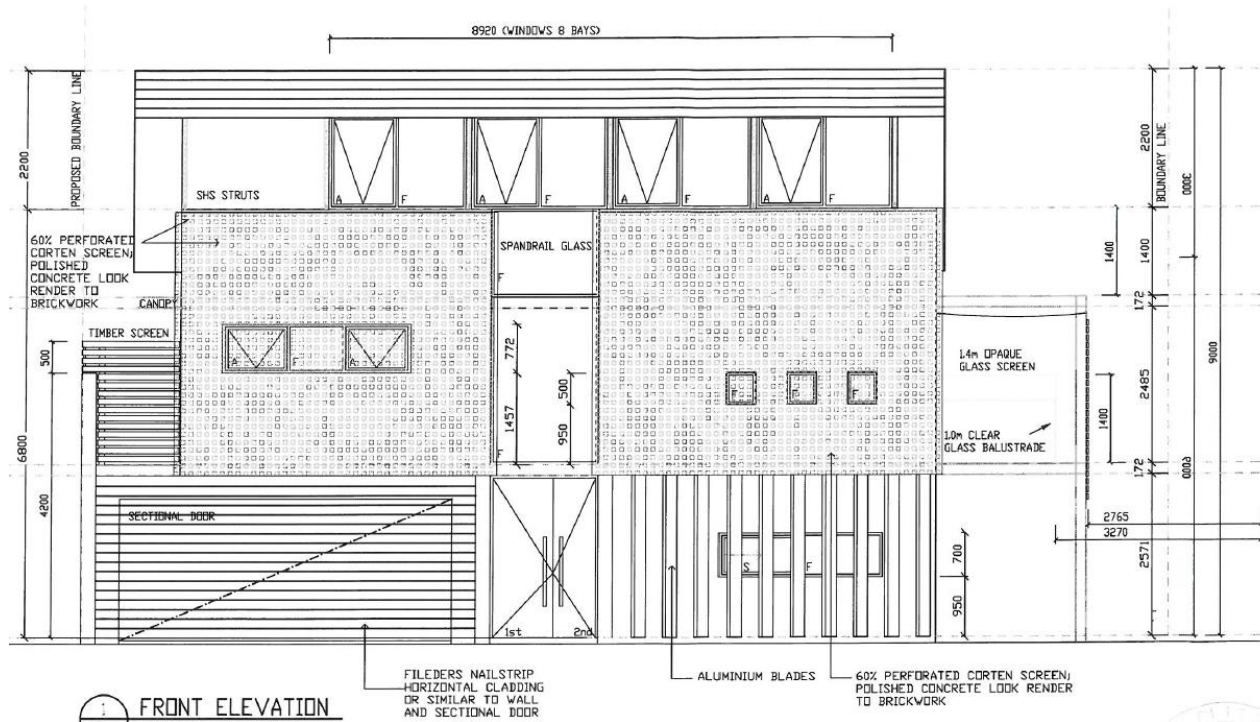 8920 (WINDOWS 8 BAYS)
PROPOSED BOUNDARY LINE
BOUNDARY LINE
2200
2200
3000
9000
A F A F A F A F
SHS STRUTS
60% PERFORATED
CORTEN SCREEN;
POLISHED
CONCRETE LOOK
RENDER TO
BRICKWORK
CANOPY
SPANDRAIL GLASS
F
1400
1400
172
TIMBER SCREEN
500
A F A
772
500
1457
950
F
F F F
1.4m OPAQUE
GLASS SCREEN
1.0m CLEAR
GLASS BALUSTRADE
1400
2485
172
6000
6800
4200
SECTIONAL DOOR
1st 2nd
S F
700
950
2571
2765
3270
FILEDERS NAILSTRIP
HORIZONTAL CLADDING
OR SIMILAR TO WALL
AND SECTIONAL DOOR
ALUMINIUM BLADES
60% PERFORATED CORTEN SCREEN;
POLISHED CONCRETE LOOK RENDER
TO BRICKWORK
1
FRONT ELEVATION